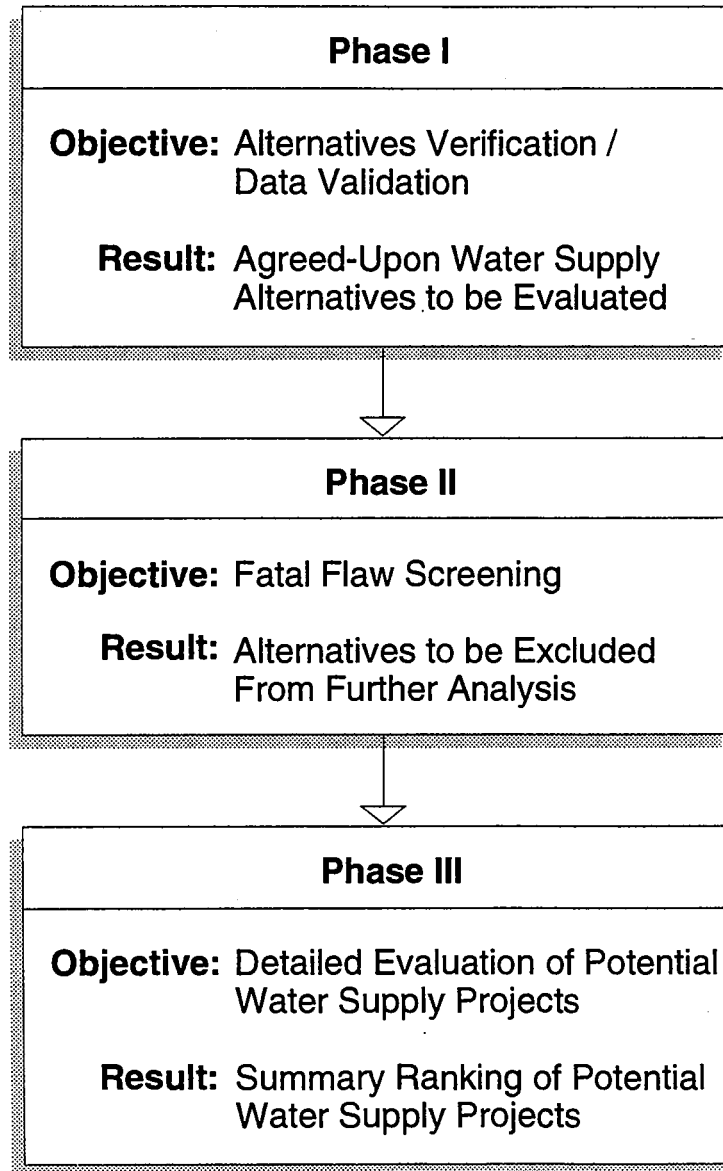 Phase I
Objective: Alternatives Verification /
Data Validation
Result: Agreed-Upon Water Supply
Alternatives to be Evaluated
Phase II
Objective: Fatal Flaw Screening
Result: Alternatives to be Excluded
From Further Analysis
Phase III
Objective: Detailed Evaluation of Potential
Water Supply Projects
Result: Summary Ranking of Potential
Water Supply Projects